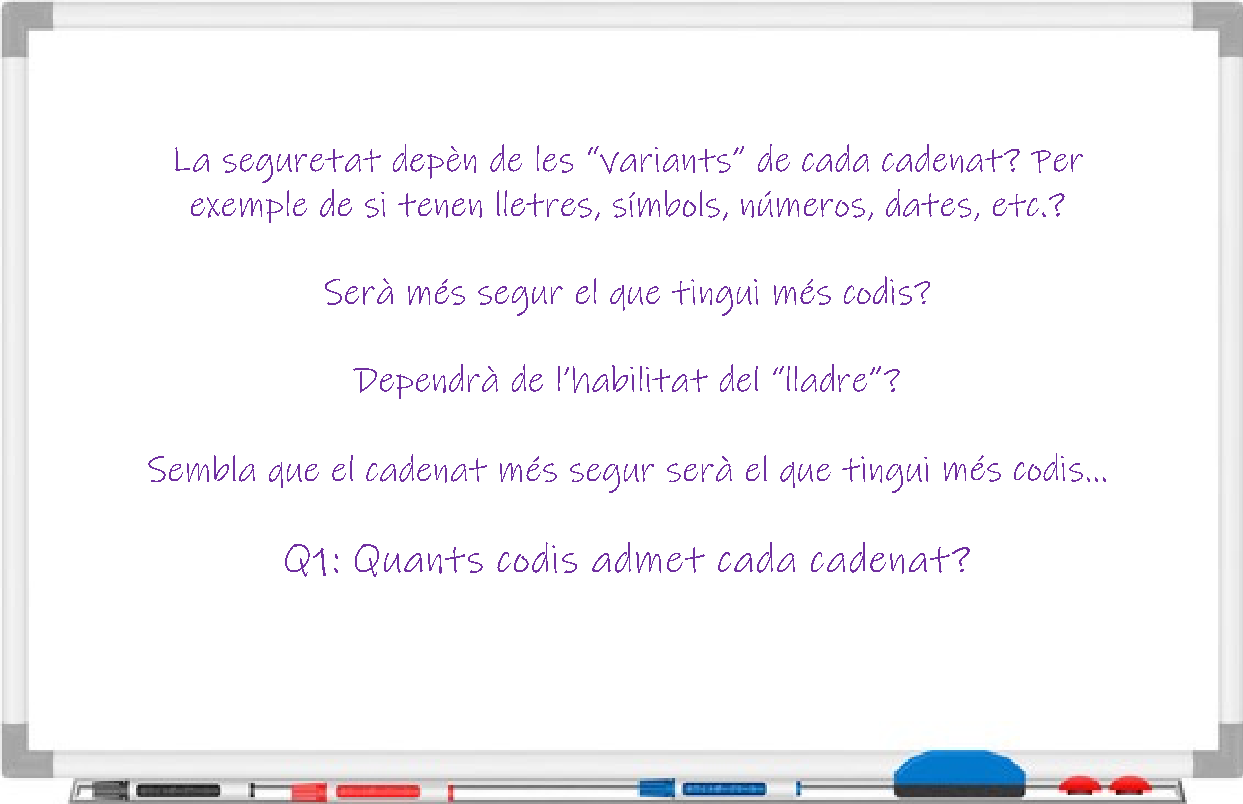 La seguretat depèn de les “variants” de cada cadenat? Per
exemple de si tenen lletres, símbols, números, dates, etc.?
Serà més segur el que tingui més codis?
Dependrà de l’habilitat del “lladre”?
Sembla que el cadenat més segur serà el que tingui més codis...
Q1: Quants codis admet cada cadenat?